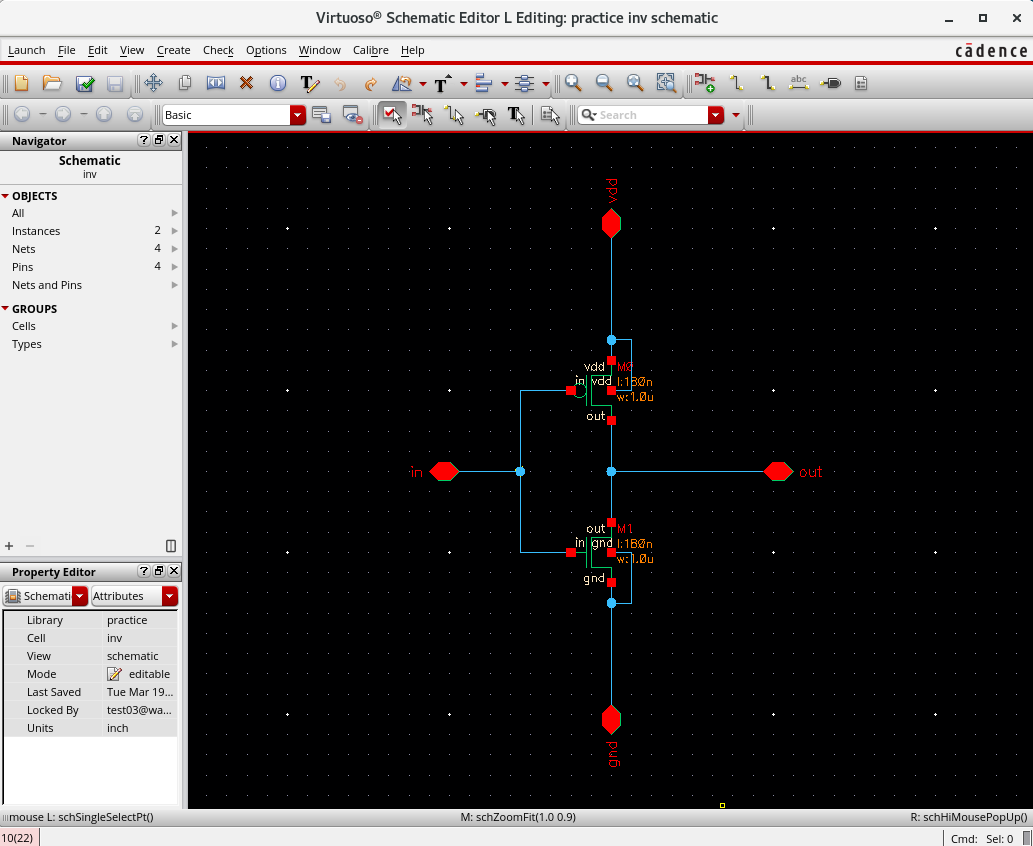 Virtuoso® Schematic Editor L Editing: practice inv schematic
Launch File Edit View Create Check Options Window Calibre Help
cādence
abc
Basic
Search
Navigator
Schematic
inv
OBJECTS
All
Instances 2
Nets 4
Pins 4
Nets and Pins
GROUPS
Cells
Types
Property Editor
Schemati Attributes
Library practice
Cell inv
View schematic
Mode editable
Last Saved Tue Mar 19...
Locked By test03@wa...
Units inch
vdd
vdd M0
in vdd l:180n
w:1.0u
out
in
out
out M1
in gnd l:180n
w:1.0u
gnd
gnd
mouse L: schSingleSelectPt() M: schZoomFit(1.0 0.9) R: schHiMousePopUp()
10(22) Cmd: Sel: 0